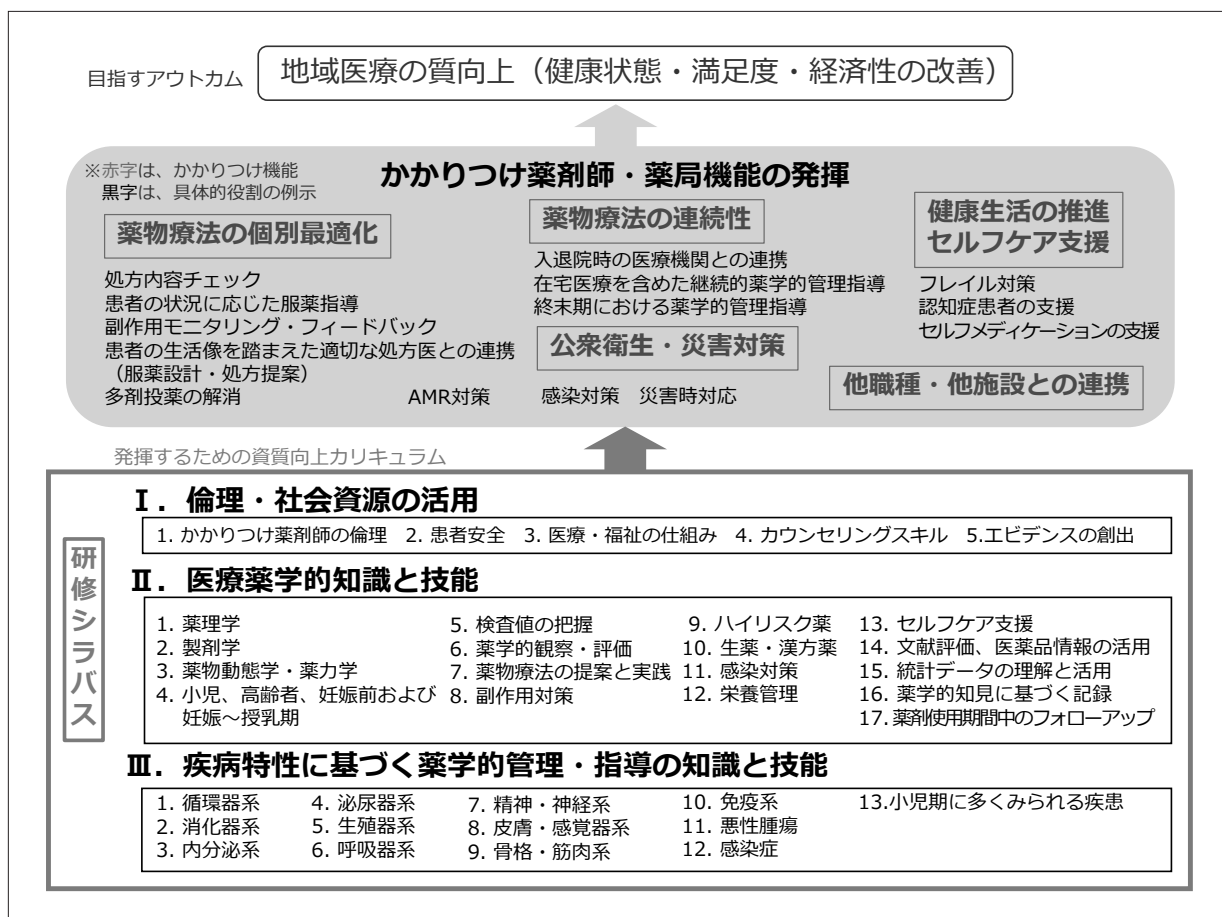 目指すアウトカム
地域医療の質向上（健康状態・満足度・経済性の改善）
※赤字は、かかりつけ機能
黒字は、具体的役割の例示
かかりつけ薬剤師・薬局機能の発揮
薬物療法の個別最適化
処方内容チェック
患者の状況に応じた服薬指導
副作用モニタリング・フィードバック
患者の生活像を踏まえた適切な処方医との連携
（服薬設計・処方提案）
多剤投薬の解消
AMR対策
薬物療法の連続性
入退院時の医療機関との連携
在宅医療を含めた継続的薬学的管理指導
終末期における薬学的管理指導
公衆衛生・災害対策
感染対策 災害時対応
健康生活の推進
セルフケア支援
フレイル対策
認知症患者の支援
セルフメディケーションの支援
他職種・他施設との連携
発揮するための資質向上カリキュラム
研修シラバス
Ⅰ．倫理・社会資源の活用
1. かかりつけ薬剤師の倫理 2. 患者安全 3. 医療・福祉の仕組み 4. カウンセリングスキル 5.エビデンスの創出
Ⅱ．医療薬学的知識と技能
1. 薬理学
2. 製剤学
3. 薬物動態学・薬力学
4. 小児、高齢者、妊娠前および
妊娠～授乳期
5. 検査値の把握
6. 薬学的観察・評価
7. 薬物療法の提案と実践
8. 副作用対策
9. ハイリスク薬
10. 生薬・漢方薬
11. 感染対策
12. 栄養管理
13. セルフケア支援
14. 文献評価、医薬品情報の活用
15. 統計データの理解と活用
16. 薬学的知見に基づく記録
17. 薬剤使用期間中のフォローアップ
Ⅲ．疾病特性に基づく薬学的管理・指導の知識と技能
1. 循環器系
2. 消化器系
3. 内分泌系
4. 泌尿器系
5. 生殖器系
6. 呼吸器系
7. 精神・神経系
8. 皮膚・感覚器系
9. 骨格・筋肉系
10. 免疫系
11. 悪性腫瘍
12. 感染症
13.小児期に多くみられる疾患